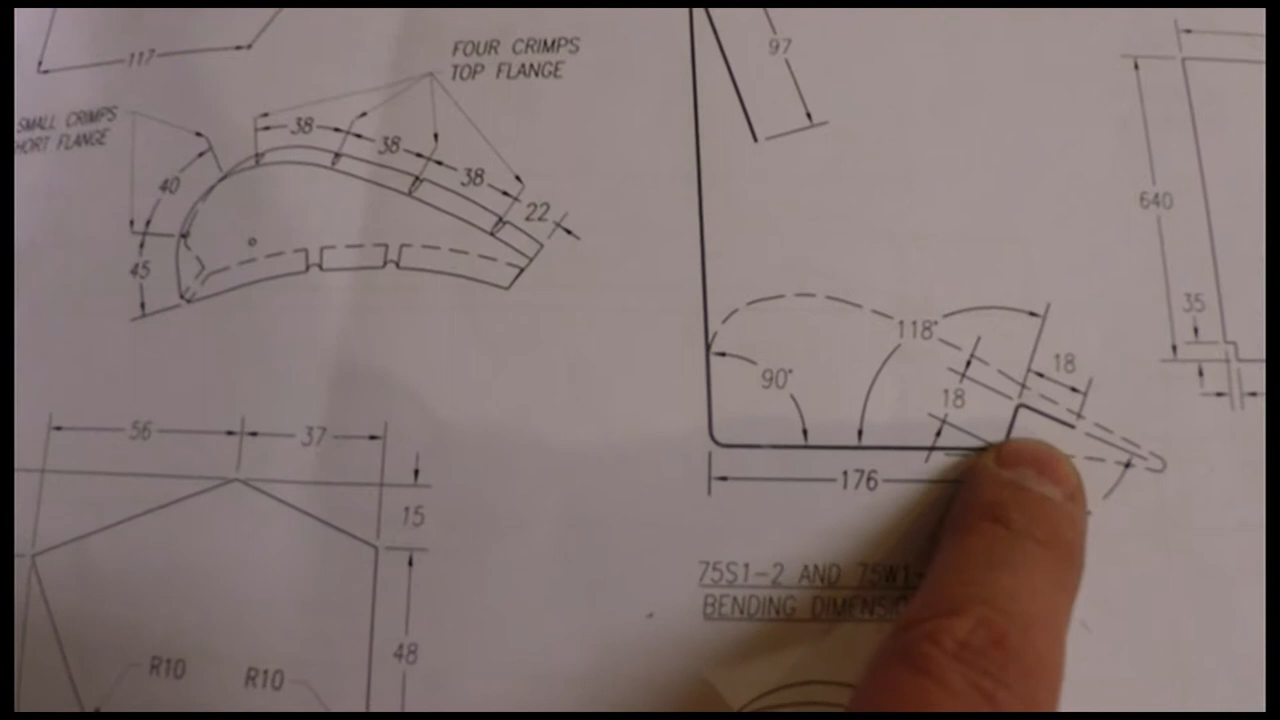 117
FOUR CRIMPS
TOP FLANGE
97
SMALL CRIMPS
HORT FLANGE
38
38
38
40
22
45
640
35
118°
90°
18
18
176
56
37
15
48
R10
R10
75S1-2 AND 75W1-
BENDING DIMENSI